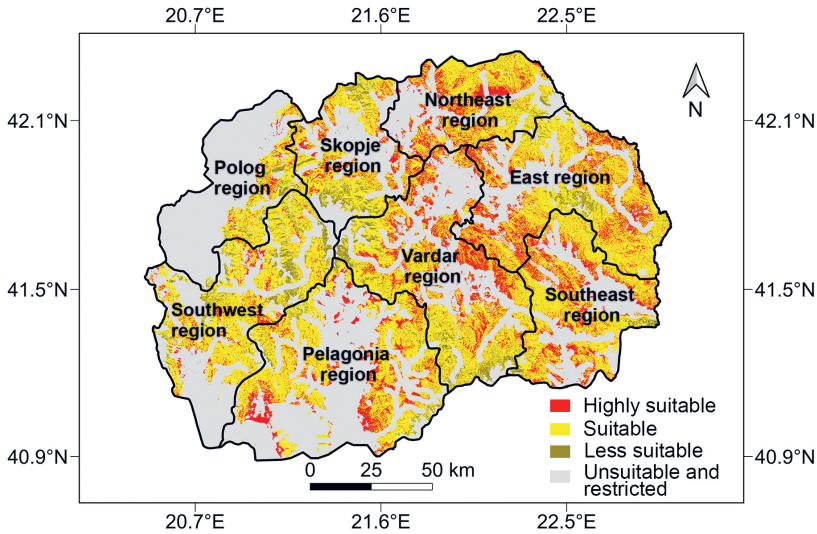 20.7°E 21.6°E 22.5°E
42.1°N 42.1°N
N
Northeast
region
Skopje
region
Polog
region
East region
Vardar
region
41.5°N 41.5°N
Southeast
region
Southwest
region
Pelagonia
region
Highly suitable
Suitable
Less suitable
Unsuitable and
restricted
40.9°N 40.9°N
0 25 50 km
20.7°E 21.6°E 22.5°E